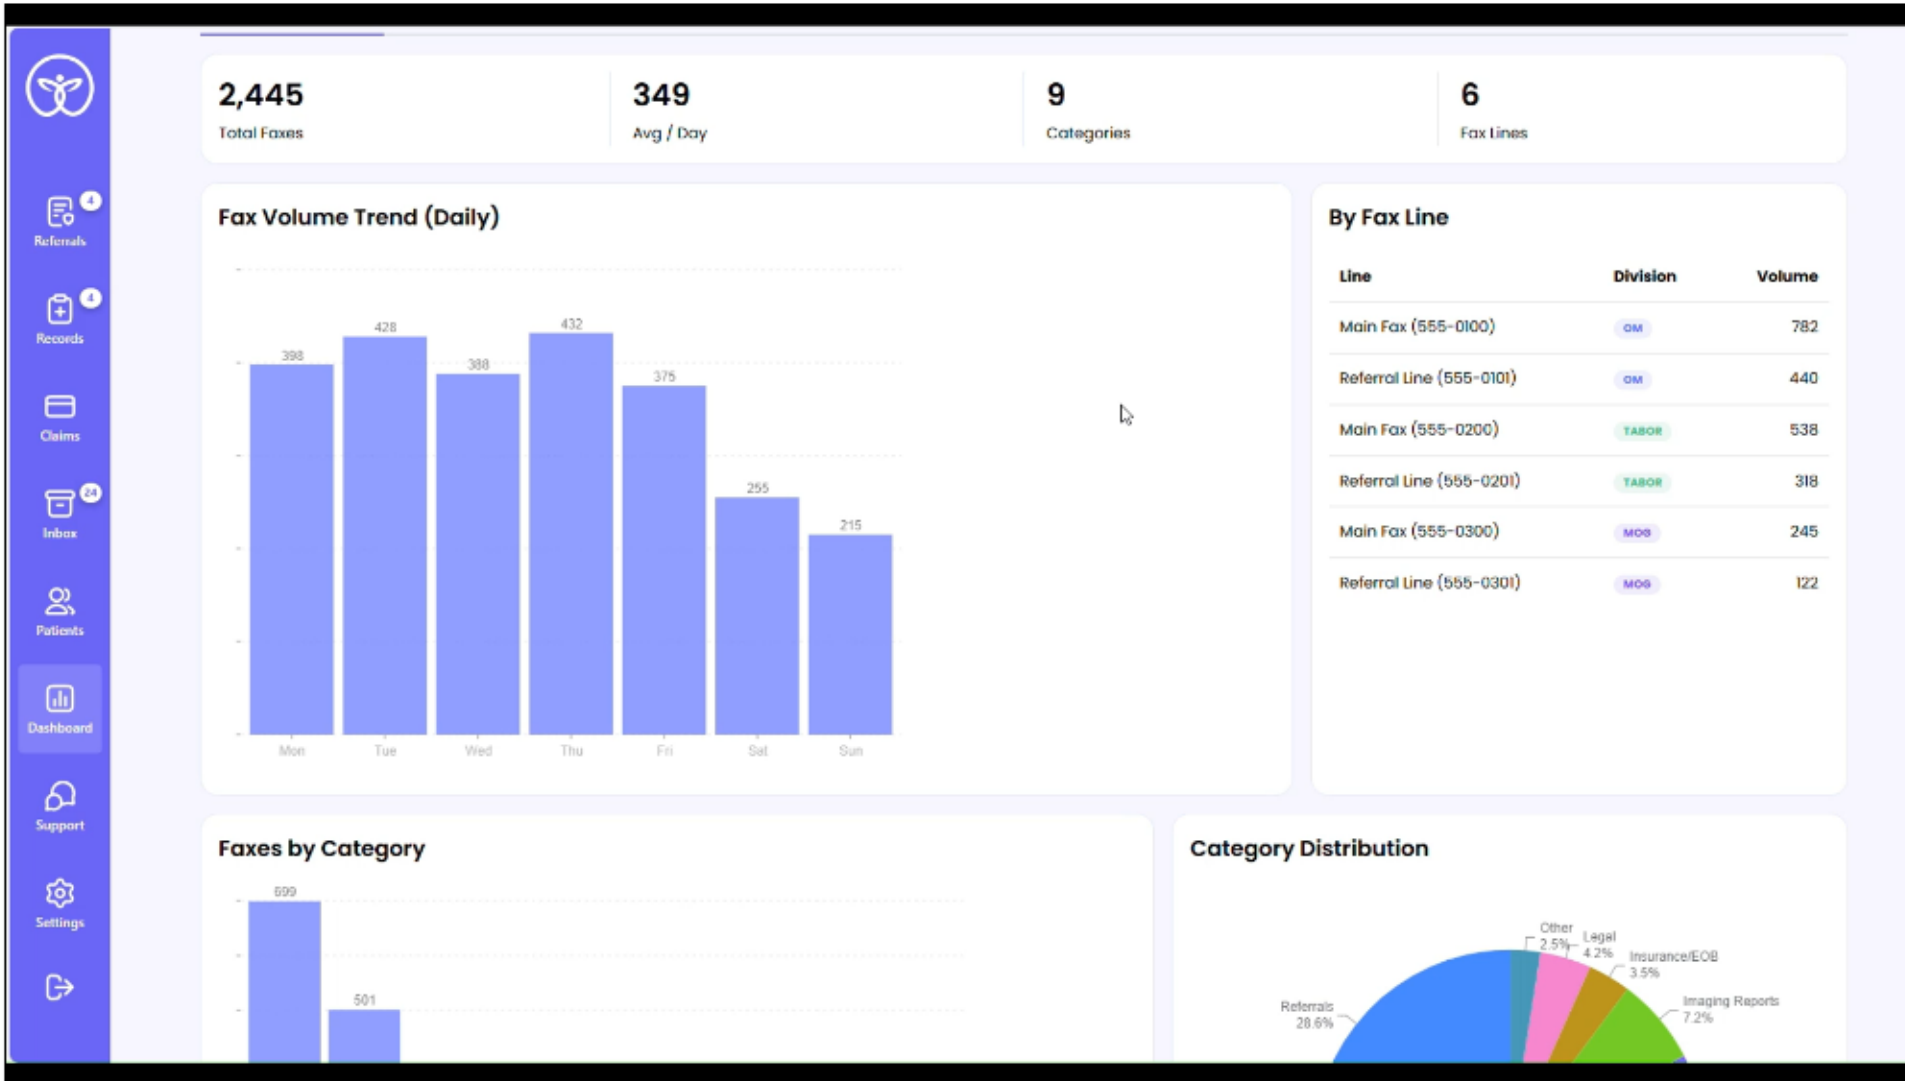 2,445
Total Faxes
349
Avg / Day
9
Categories
6
Fax Lines
4
Referrals
4
Records
Claims
24
Inbox
Patients
Dashboard
Support
Settings
Fax Volume Trend (Daily)
398
428
388
432
375
255
215
Mon
Tue
Wed
Thu
Fri
Sat
Sun
By Fax Line
Line Division Volume
Main Fax (555-0100) OM 782
Referral Line (555-0101) OM 440
Main Fax (555-0200) TABOR 538
Referral Line (555-0201) TABOR 318
Main Fax (555-0300) MOG 245
Referral Line (555-0301) MOG 122
Faxes by Category
699
501
Category Distribution
Other
2.5%
Legal
4.2%
Insurance/EOB
3.5%
Imaging Reports
7.2%
Referrals
28.6%